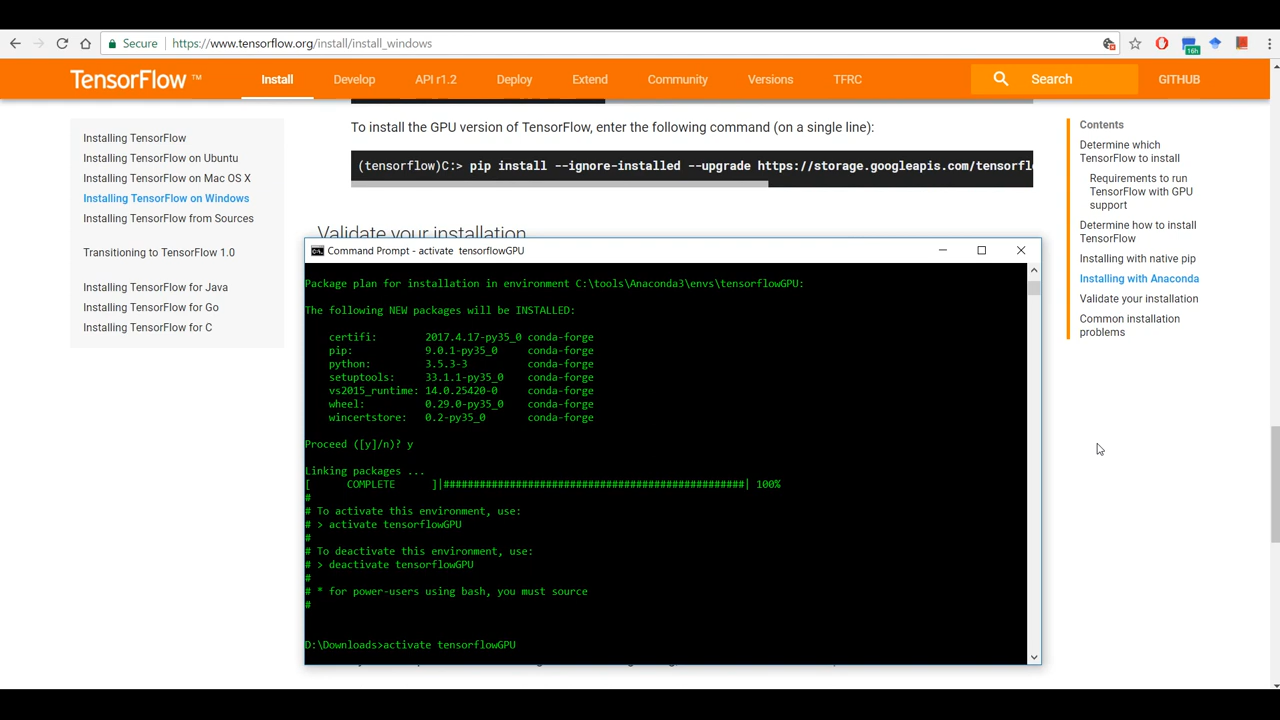 Secure https://www.tensorflow.org/install/install_windows
16h
TensorFlow ™ Install Develop API r1.2 Deploy Extend Community Versions TFRC Search GITHUB
Installing TensorFlow
Installing TensorFlow on Ubuntu
Installing TensorFlow on Mac OS X
Installing TensorFlow on Windows
Installing TensorFlow from Sources
Transitioning to TensorFlow 1.0
Installing TensorFlow for Java
Installing TensorFlow for Go
Installing TensorFlow for C
To install the GPU version of TensorFlow, enter the following command (on a single line):
(tensorflow)C:> pip install --ignore-installed --upgrade https://storage.googleapis.com/tensorfl
Validate your installation
Command Prompt - activate tensorflowGPU
Package plan for installation in environment C:\tools\Anaconda3\envs\tensorflowGPU:
The following NEW packages will be INSTALLED:
certifi: 2017.4.17-py35_0 conda-forge
pip: 9.0.1-py35_0 conda-forge
python: 3.5.3-3 conda-forge
setuptools: 33.1.1-py35_0 conda-forge
vs2015_runtime: 14.0.25420-0 conda-forge
wheel: 0.29.0-py35_0 conda-forge
wincertstore: 0.2-py35_0 conda-forge
Proceed ([y]/n)? y
Linking packages ...
[ COMPLETE ]|##################################################| 100%
#
# To activate this environment, use:
# > activate tensorflowGPU
#
# To deactivate this environment, use:
# > deactivate tensorflowGPU
#
# * for power-users using bash, you must source
#
D:\Downloads>activate tensorflowGPU
Contents
Determine which
TensorFlow to install
Requirements to run
TensorFlow with GPU
support
Determine how to install
TensorFlow
Installing with native pip
Installing with Anaconda
Validate your installation
Common installation
problems